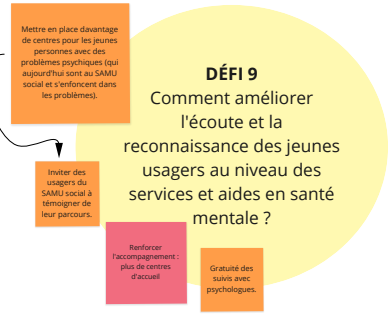 Mettre en place davantage
de centres pour les jeunes
personnes avec des
problèmes psychiques (qui
aujourd'hui sont au SAMU
social et s'enfoncent dans
les problèmes).
DÉFI 9
Comment améliorer
l'écoute et la
reconnaissance des jeunes
usagers au niveau des
services et aides en santé
mentale ?
Inviter des
usagers du
SAMU social à
témoigner de
leur parcours.
Renforcer
l'accompagnement :
plus de centres
d'accueil
Gratuité des
suivis avec
psychologues.